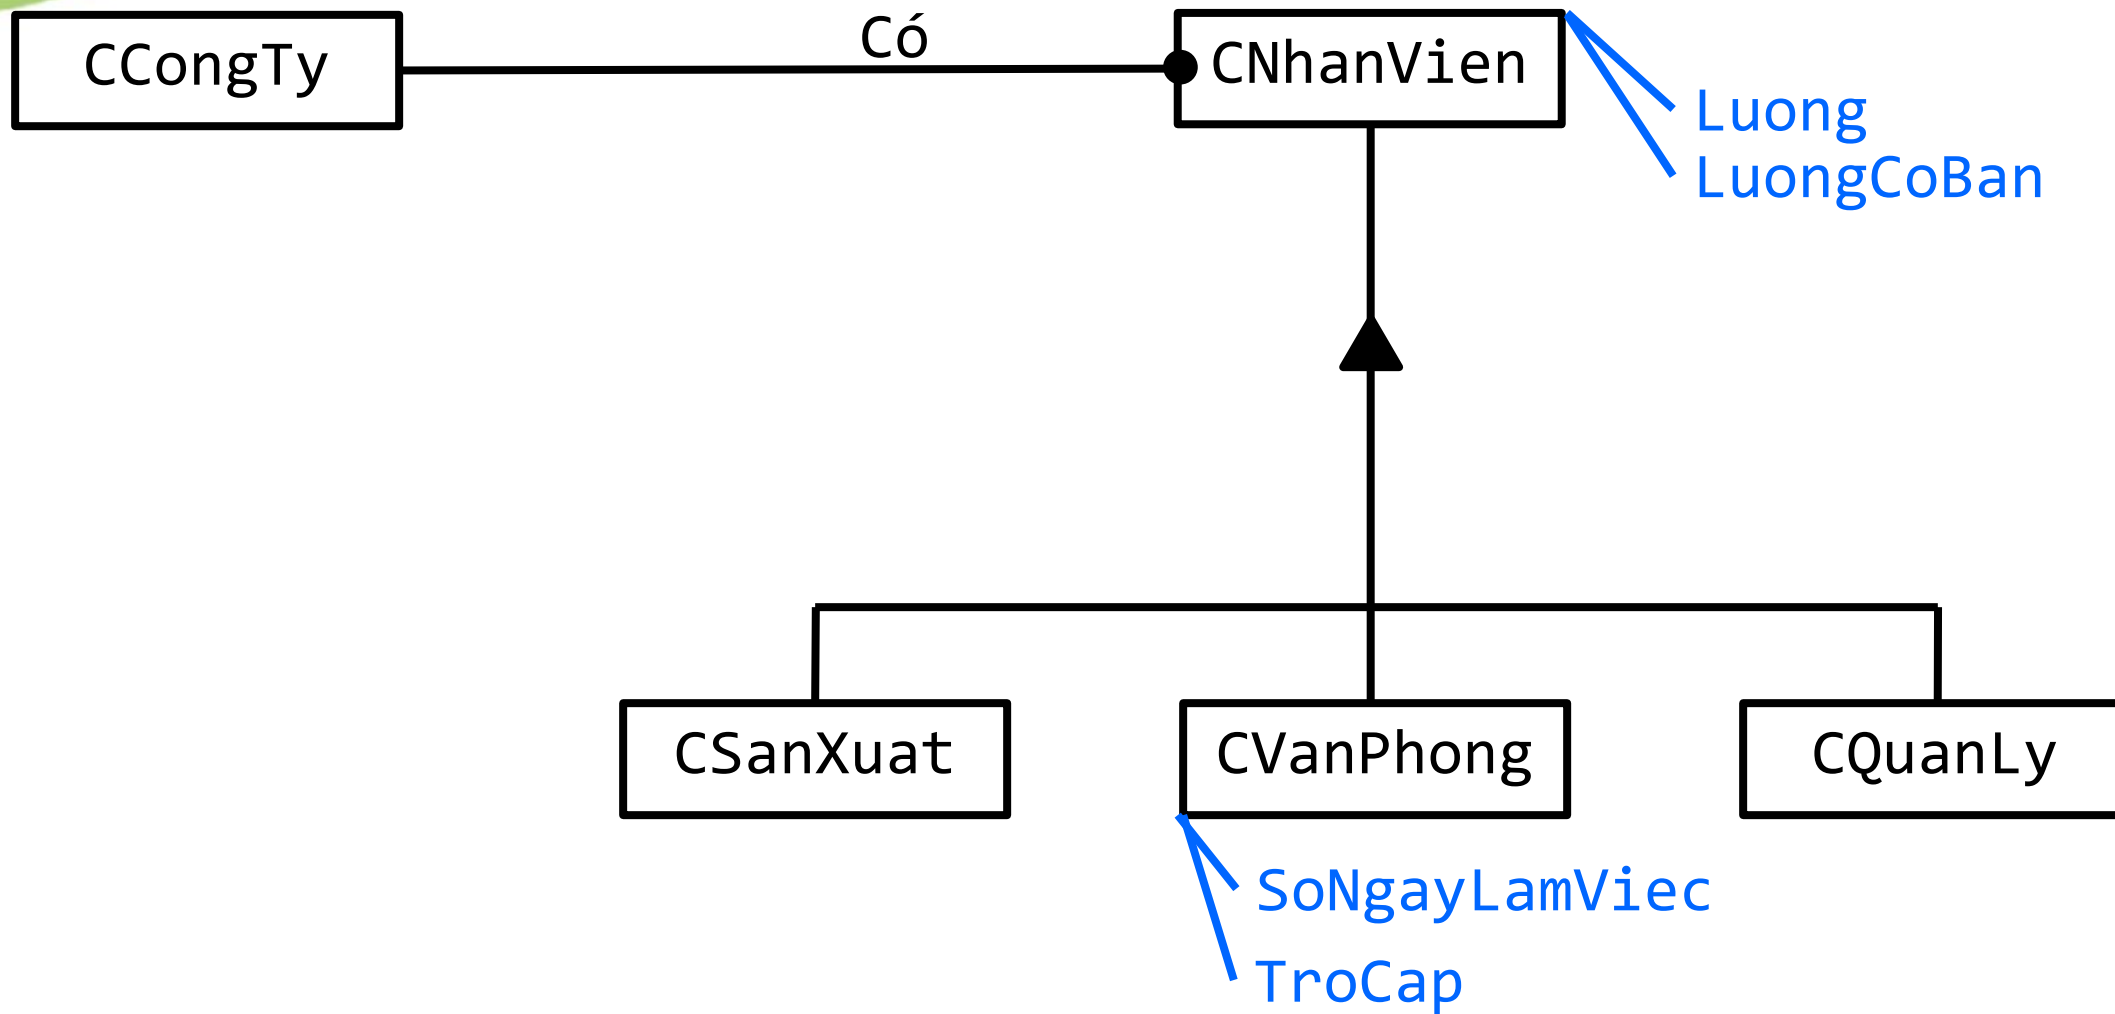 CCongTy
Có
CNhanVien
Luong
LuongCoBan
CSanXuat
CVanPhong
CQuanLy
SoNgayLamViec
TroCap